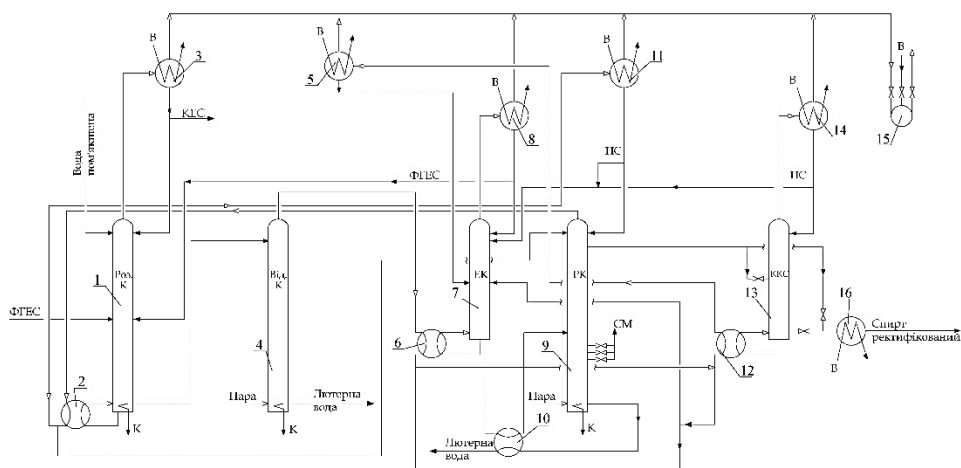 В
3
В
5
В
11
В
14
В
15
8
КЕС
Вода
пом'якшена
ФГЕС
ПС
ПС
Роз.
К
1
Від.
К
4
ЕК
7
РК
9
ККС
13
16
ФГЕС
СМ
Спирт
ректифікований
В
6
12
2
Пара
Лютерна
вода
Пара
10
К
К
К
Лютерна
вода